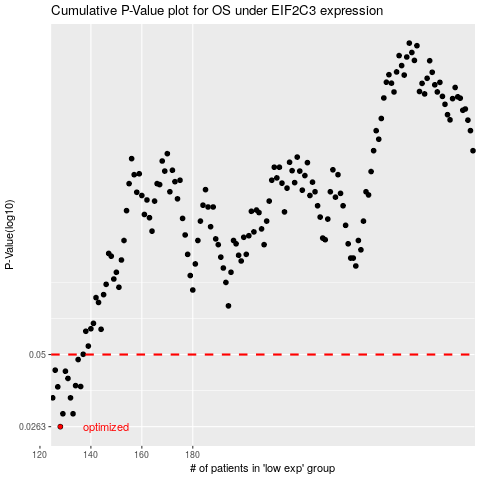 Cumulative P-Value plot for OS under EIF2C3 expression
P-Value(log10)
0.05
0.0263
optimized
120 140 160 180
# of patients in 'low exp' group